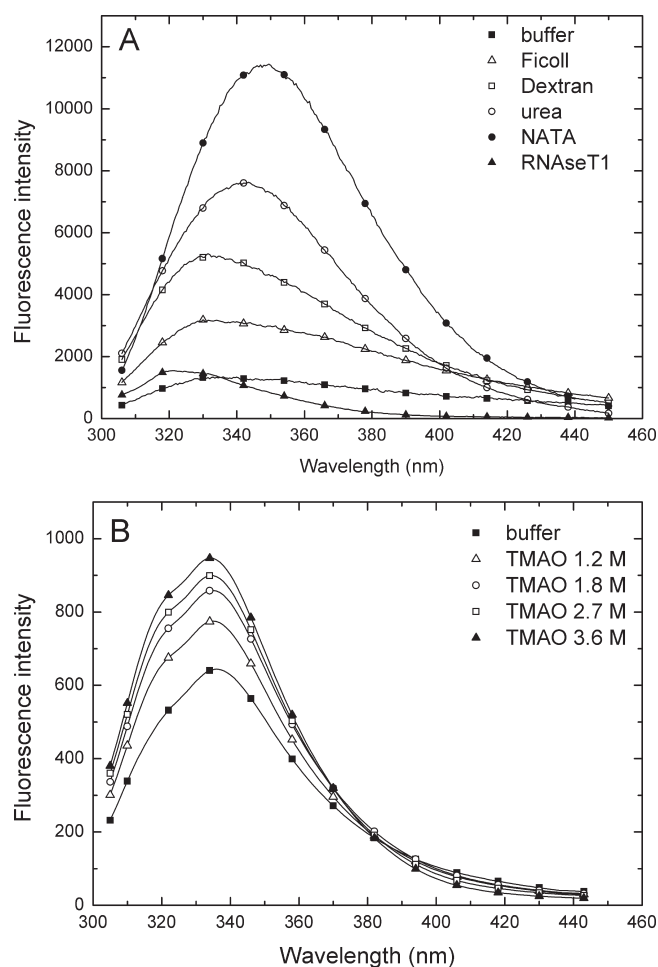 A
buffer
Ficoll
Dextran
urea
NATA
RNAseT1
12000
10000
8000
6000
4000
2000
0
Fluorescence intensity
300 320 340 360 380 400 420 440 460
Wavelength (nm)
B
buffer
TMAO 1.2 M
TMAO 1.8 M
TMAO 2.7 M
TMAO 3.6 M
1000
800
600
400
200
0
Fluorescence intensity
300 320 340 360 380 400 420 440 460
Wavelength (nm)